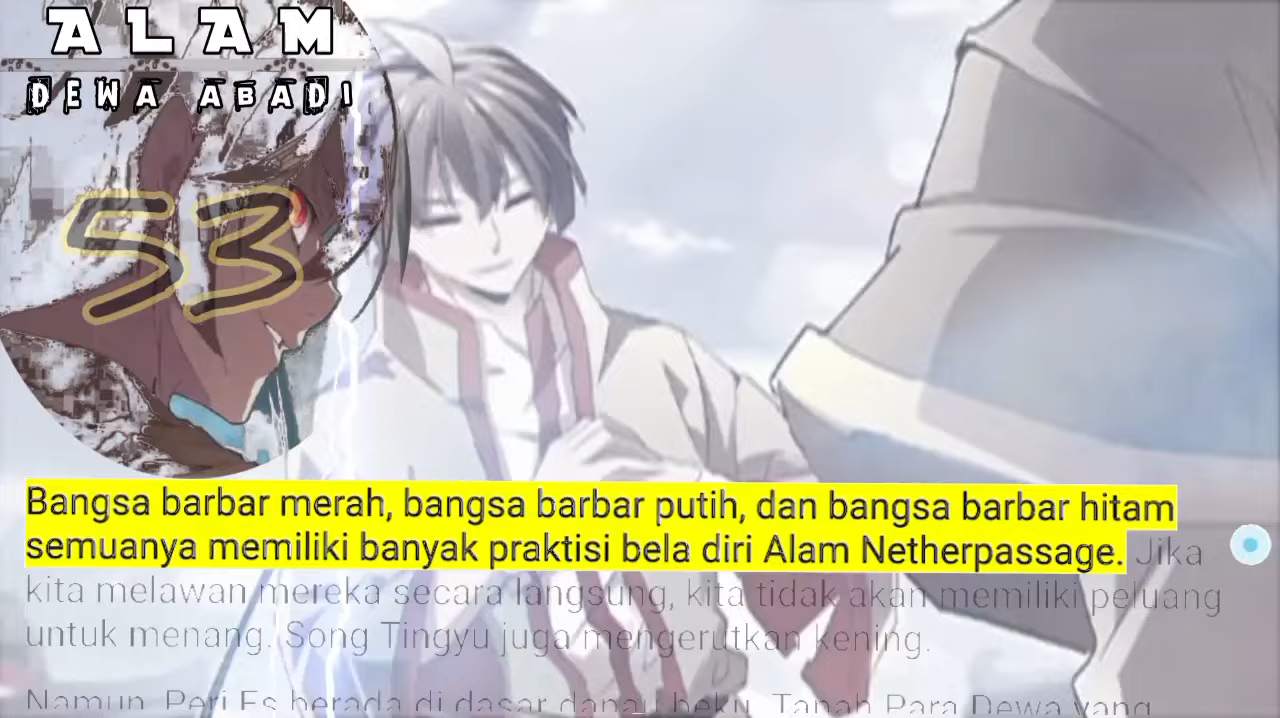 ALAM
DEWA ABADI
53
Bangsa barbar merah, bangsa barbar putih, dan bangsa barbar hitam
semuanya memiliki banyak praktisi bela diri Alam Netherpassage. Jika
kita melawan mereka secara langsung, kita tidak akan memiliki peluang
untuk menang. Song Tingyu juga mengerutkan kening.
Namun, Peri Es berada di dasar danau beku. Tanah Para Dewa yang